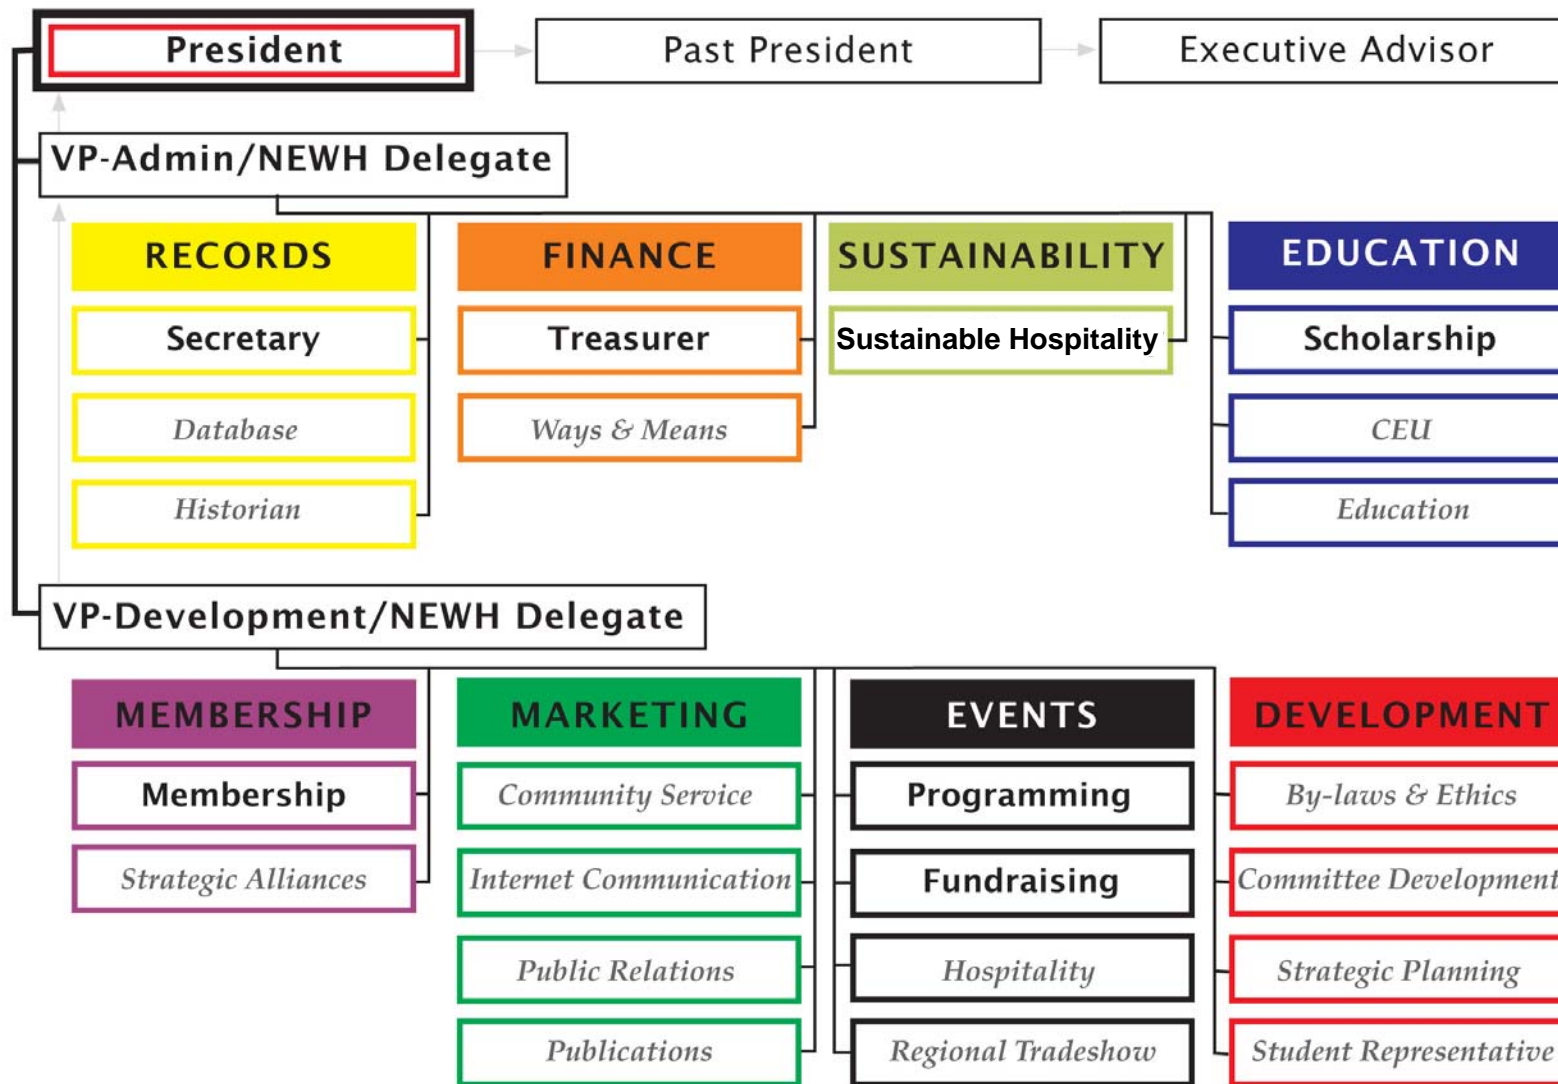 President
Past President
Executive Advisor
VP-Admin/NEWH Delegate
RECORDS
FINANCE
SUSTAINABILITY
EDUCATION
Secretary
Treasurer
Sustainable Hospitality
Scholarship
Database
Ways & Means
CEU
Historian
Education
VP-Development/NEWH Delegate
MEMBERSHIP
MARKETING
EVENTS
DEVELOPMENT
Membership
Community Service
Programming
By-laws & Ethics
Strategic Alliances
Internet Communication
Fundraising
Committee Development
Public Relations
Hospitality
Strategic Planning
Publications
Regional Tradeshow
Student Representative